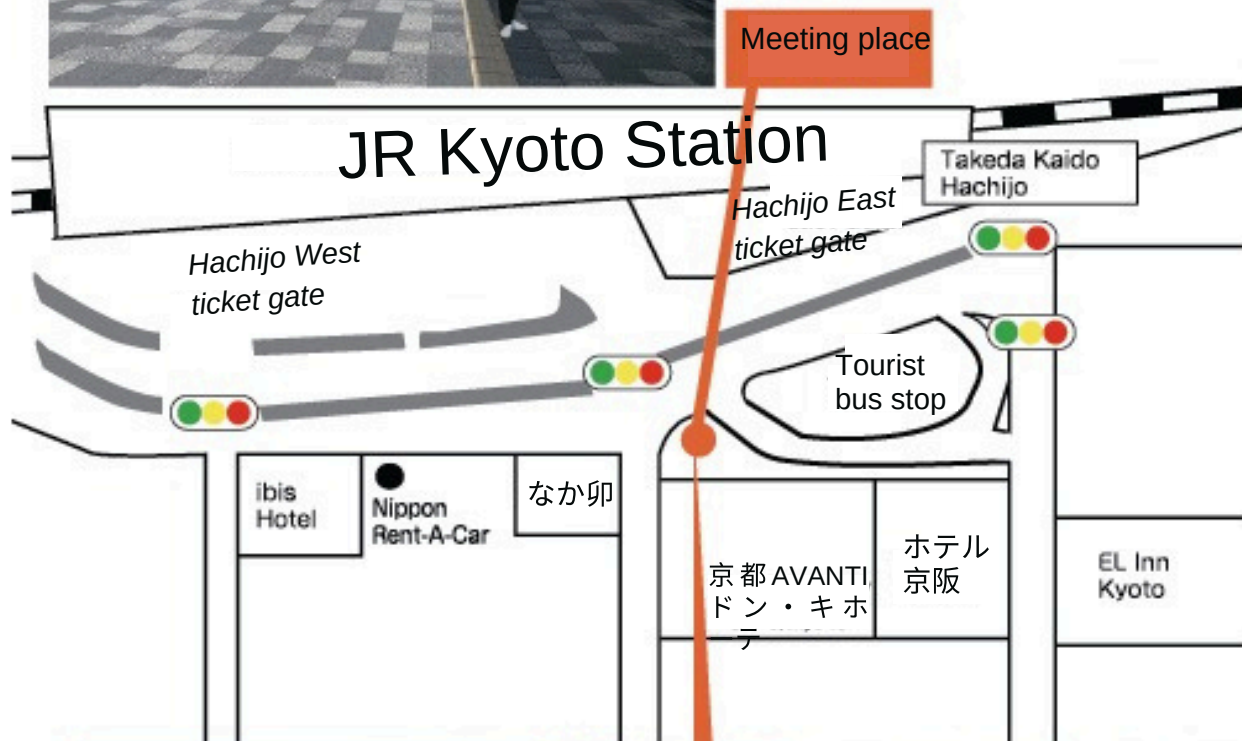 Meeting place
JR Kyoto Station
Takeda Kaido
Hachijo
Hachijo East
ticket gate
Hachijo West
ticket gate
Tourist
bus stop
ibis
Hotel
Nippon
Rent-A-Car
なか卯
京都AVANTI,
ドン・キホ
テ
ホテル
京阪
EL Inn
Kyoto